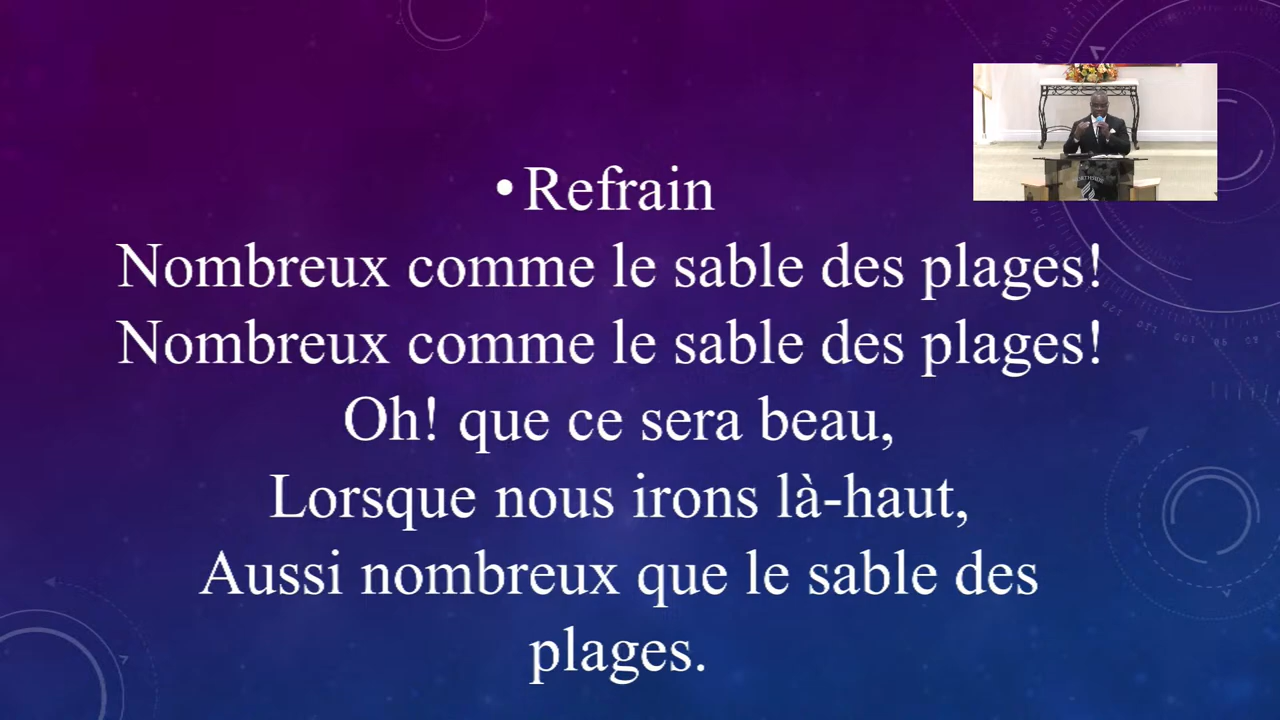 • Refrain
Nombreux comme le sable des plages!
Nombreux comme le sable des plages!
Oh! que ce sera beau,
Lorsque nous irons là-haut,
Aussi nombreux que le sable des
plages.